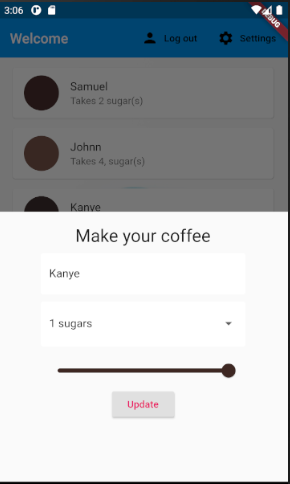 3:06
Welcome
Log out
Settings
DEBUG
Samuel
Takes 2 sugar(s)
Johnn
Takes 4, sugar(s)
Kanye
Make your coffee
Kanye
1 sugars
Update